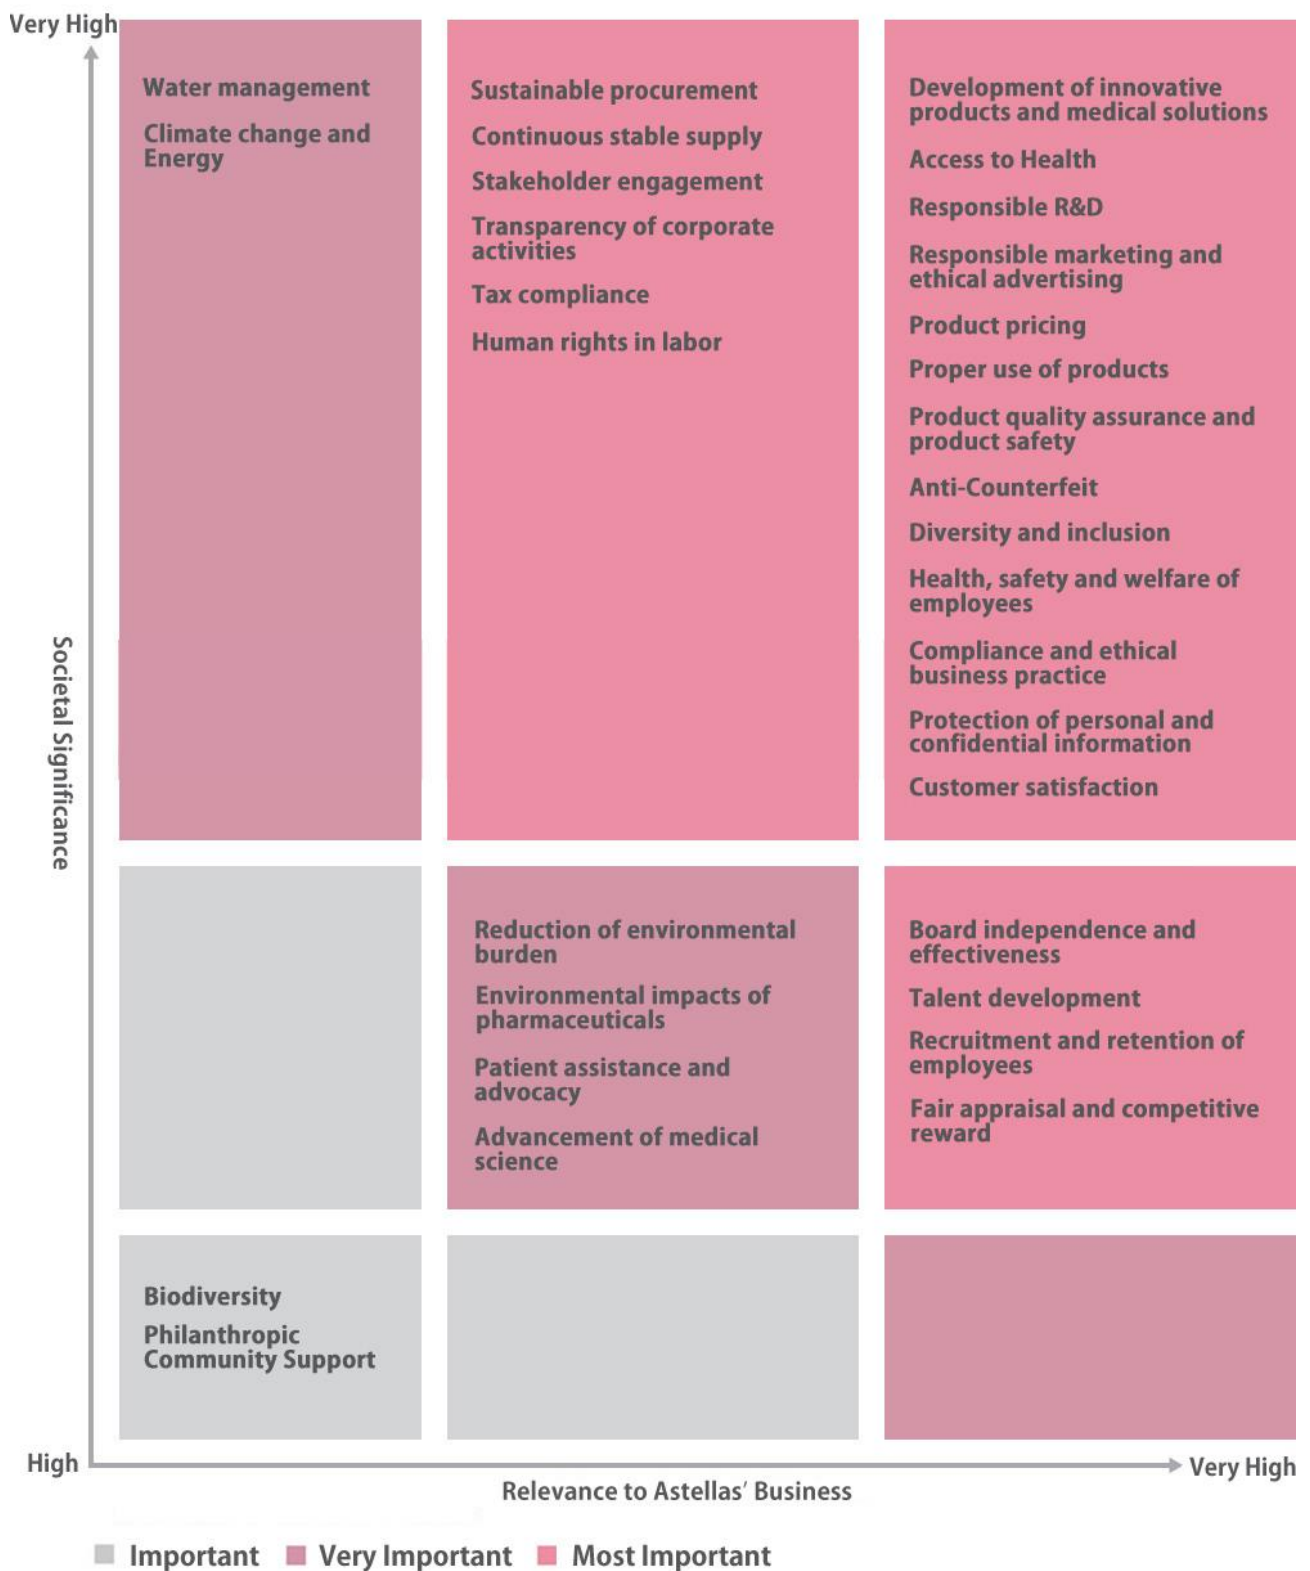 Very High
Water management
Climate change and
Energy
Sustainable procurement
Continuous stable supply
Stakeholder engagement
Transparency of corporate
activities
Tax compliance
Human rights in labor
Development of innovative
products and medical solutions
Access to Health
Responsible R&D
Responsible marketing and
ethical advertising
Product pricing
Proper use of products
Product quality assurance and
product safety
Anti-Counterfeit
Diversity and inclusion
Health, safety and welfare of
employees
Compliance and ethical
business practice
Protection of personal and
confidential information
Customer satisfaction
Societal Significance
Reduction of environmental
burden
Environmental impacts of
pharmaceuticals
Patient assistance and
advocacy
Advancement of medical
science
Board independence and
effectiveness
Talent development
Recruitment and retention of
employees
Fair appraisal and competitive
reward
Biodiversity
Philanthropic
Community Support
High
Very High
Relevance to Astellas' Business
Important
Very Important
Most Important